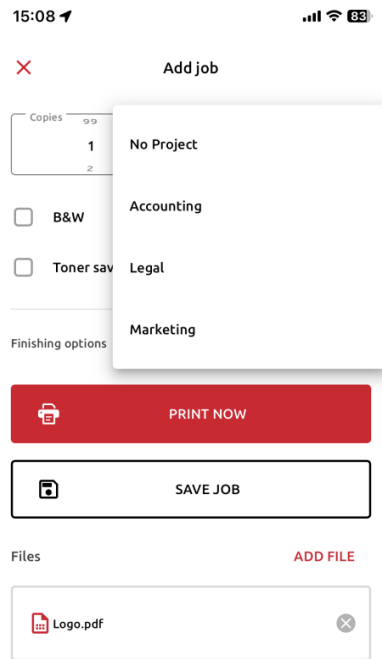 15:08
83
Add job
Copies
99
1
2
No Project
Accounting
Legal
Marketing
B&W
Toner sav
Finishing options
PRINT NOW
SAVE JOB
Files
ADD FILE
Logo.pdf